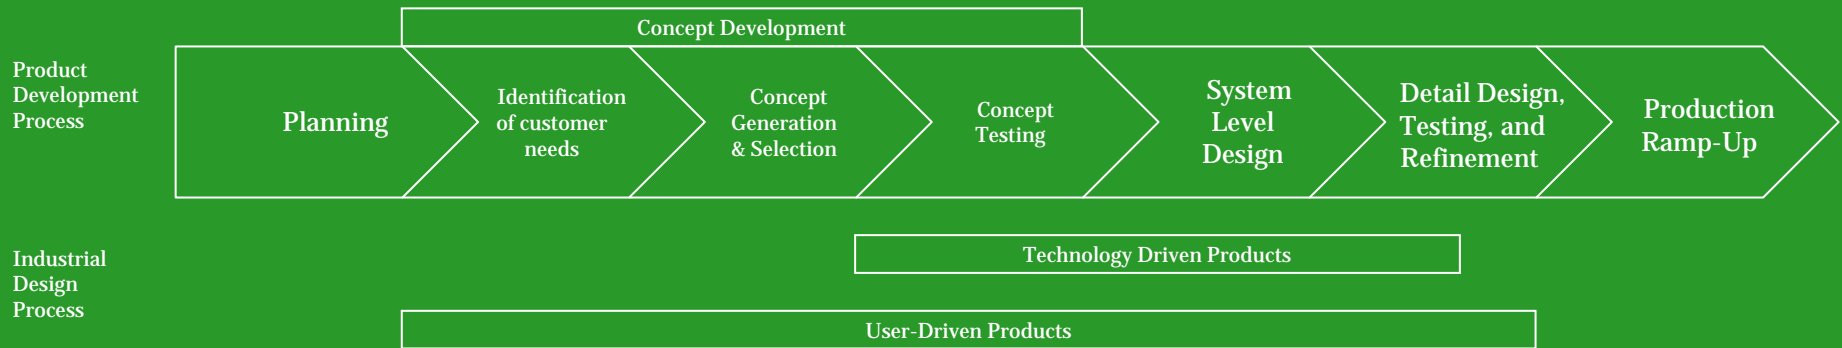 Concept Development
Product
Development
Process
Planning
Identification
of customer
needs
Concept
Generation
& Selection
Concept
Testing
System
Level
Design
Detail Design,
Testing, and
Refinement
Production
Ramp-Up
Industrial
Design
Process
Technology Driven Products
User-Driven Products